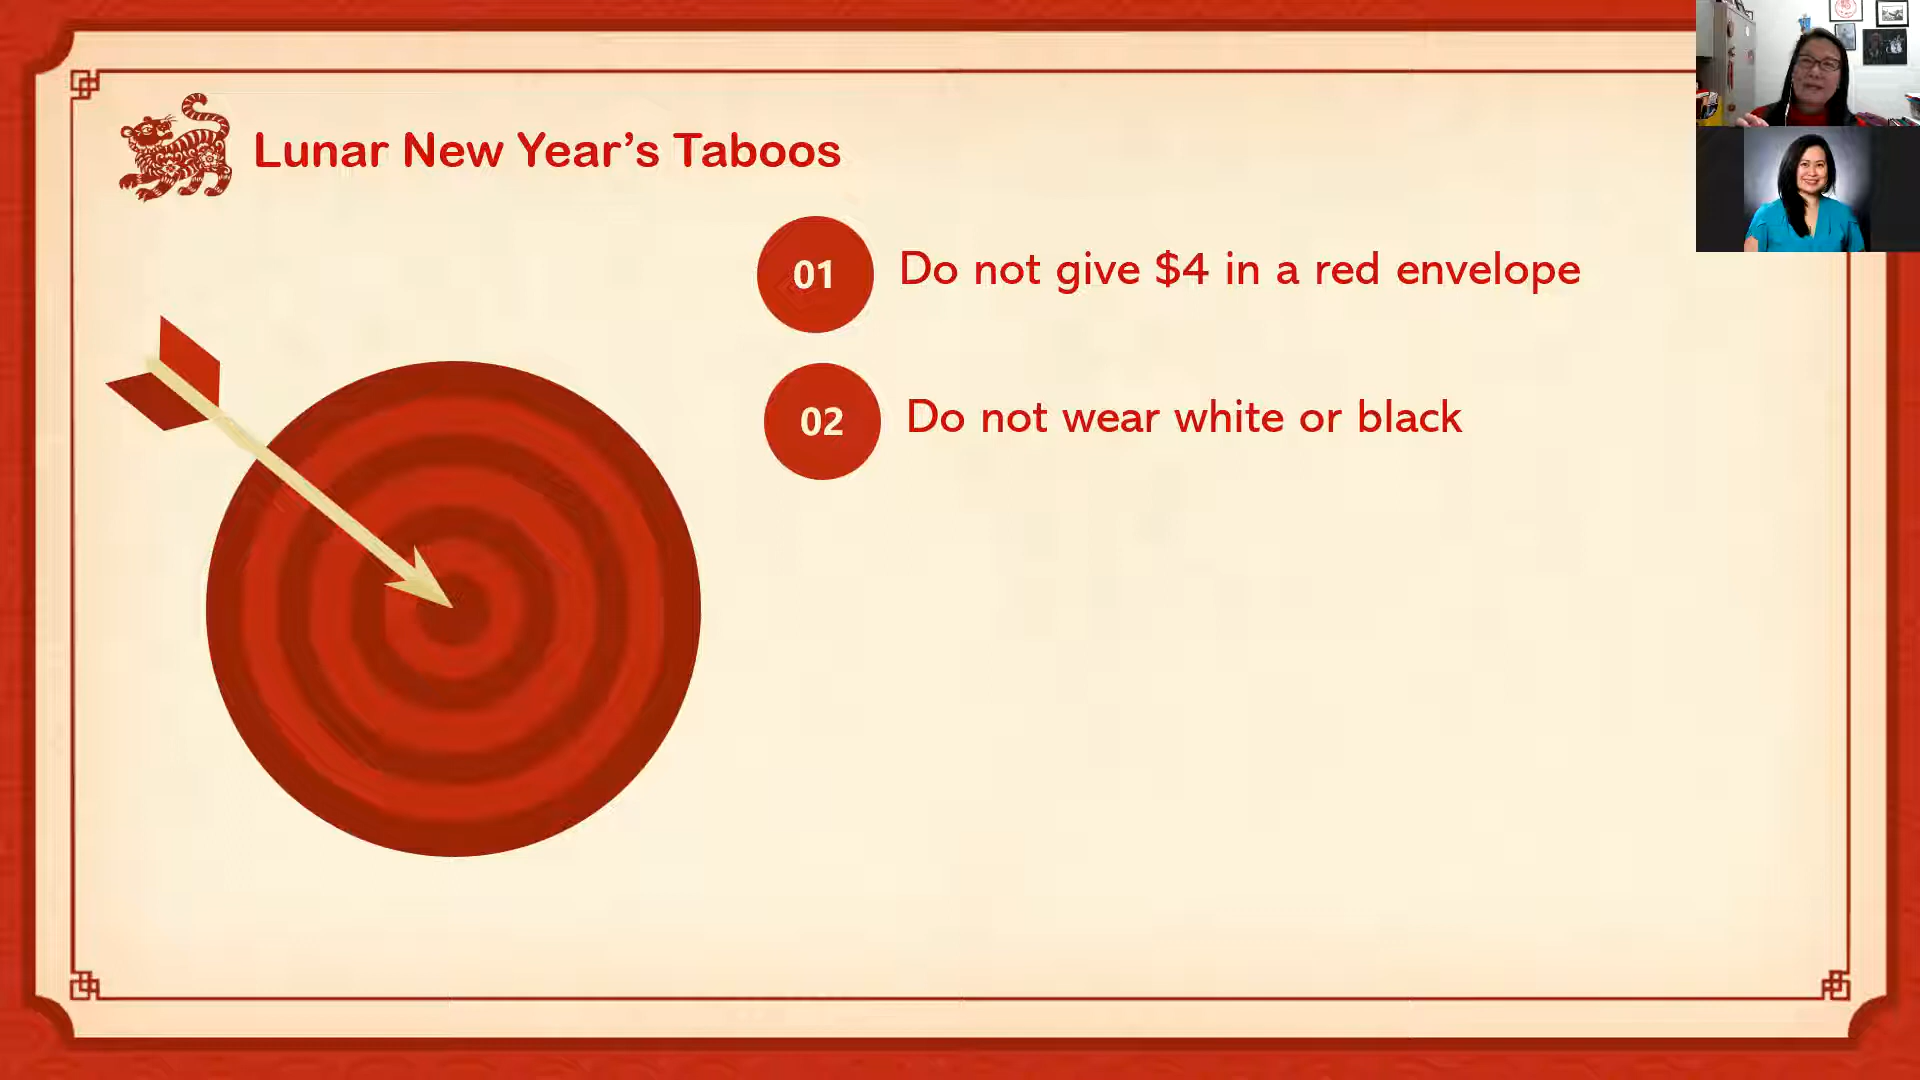 Lunar New Year’s Taboos
01 Do not give $4 in a red envelope
02 Do not wear white or black